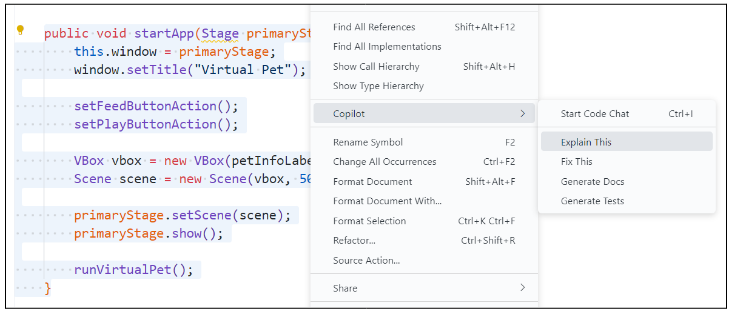 public void startApp(Stage primarySt
this.window = primaryStage;
window.setTitle("Virtual Pet");
setFeedButtonAction();
setPlayButtonAction();
VBox vbox = new VBox(petInfoLabe
Scene scene = new Scene(vbox, 50
primaryStage.setScene(scene);
primaryStage.show();
runVirtualPet();
}
Find All References Shift+Alt+F12
Find All Implementations
Show Call Hierarchy Shift+Alt+H
Show Type Hierarchy
Copilot
Rename Symbol F2
Change All Occurrences Ctrl+F2
Format Document Shift+Alt+F
Format Document With...
Format Selection Ctrl+K Ctrl+F
Refactor... Ctrl+Shift+R
Source Action...
Share
Start Code Chat Ctrl+I
Explain This
Fix This
Generate Docs
Generate Tests